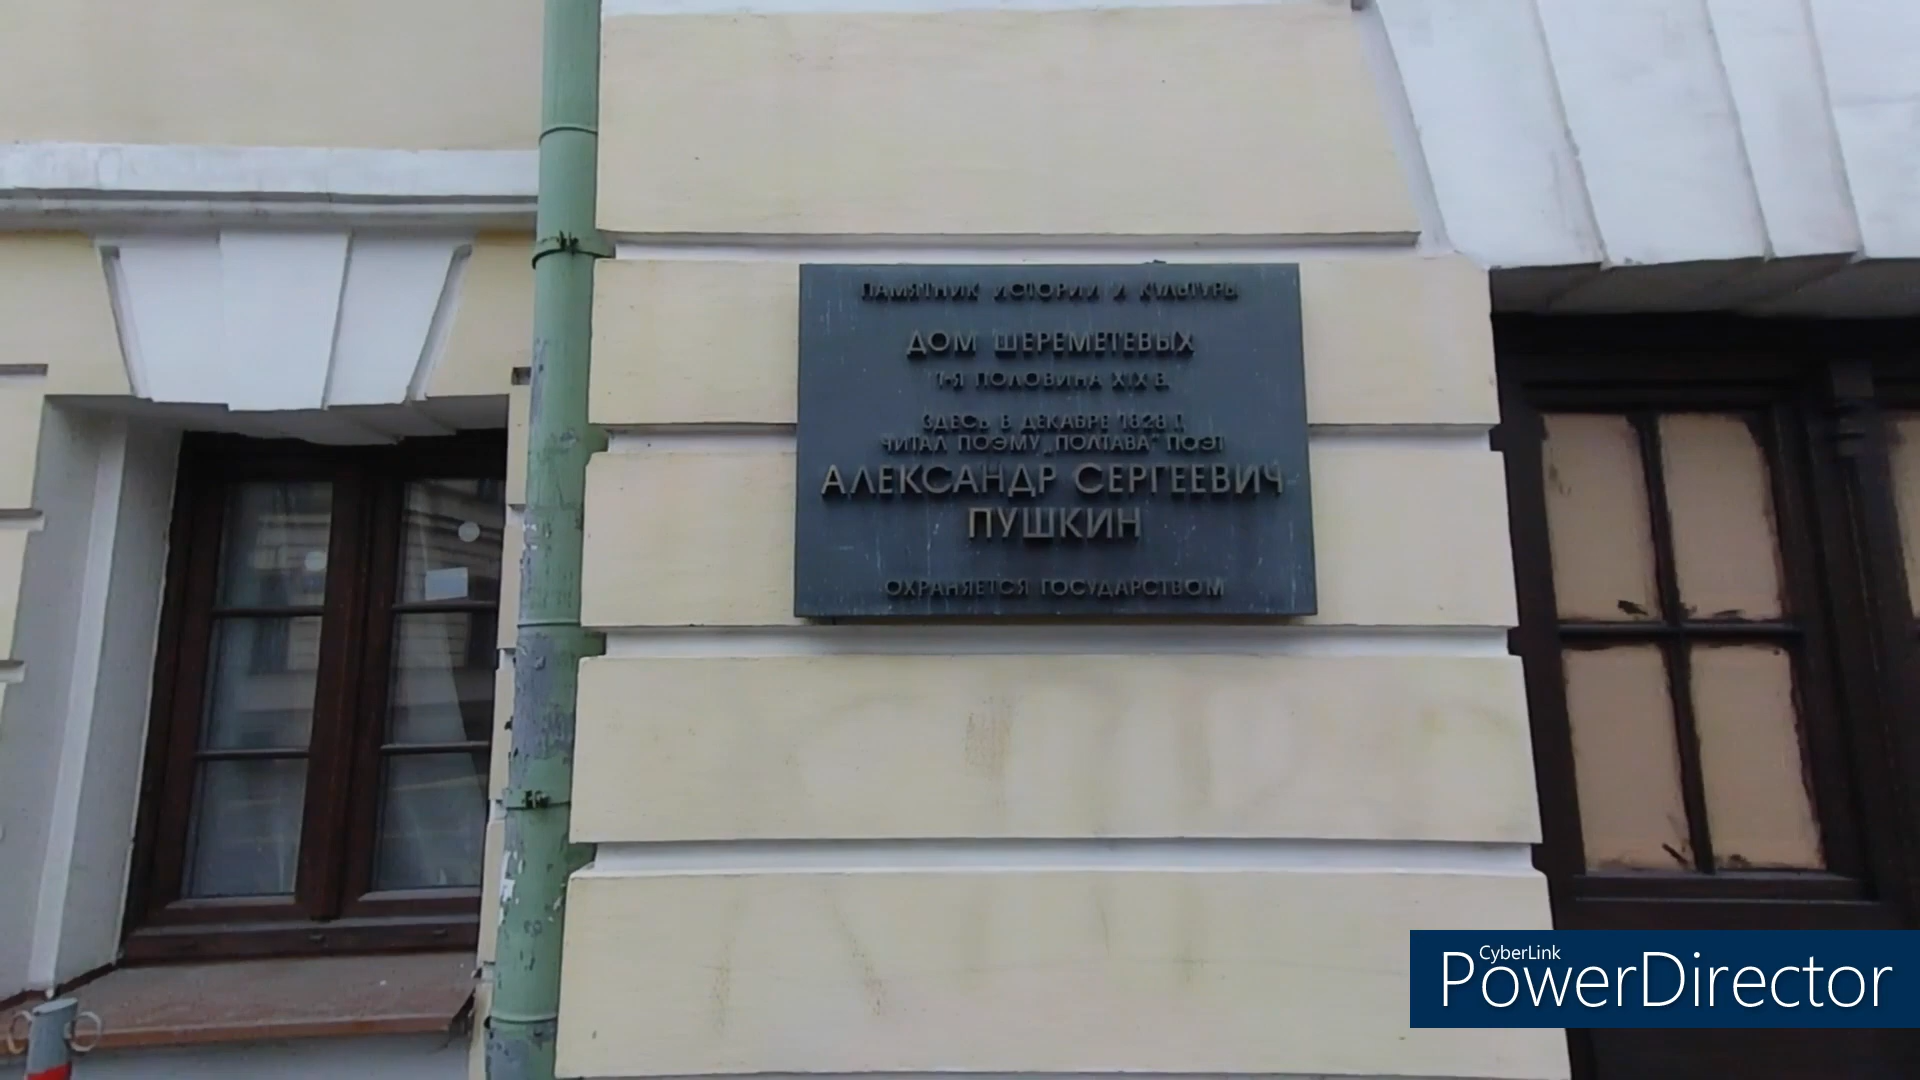 ПАМЯТНИК ИСТОРИИ И КУЛЬТУРЫ
ДОМ ШЕРЕМЕТЕВЫХ
1-Я ПОЛОВИНА XIX В.
ЗДЕСЬ В ДЕКАБРЕ 1828 Г.
ЧИТАЛ ПОЭМУ „ПОЛТАВА“ ПОЭТ
АЛЕКСАНДР СЕРГЕЕВИЧ
ПУШКИН
ОХРАНЯЕТСЯ ГОСУДАРСТВОМ
CyberLink
PowerDirector